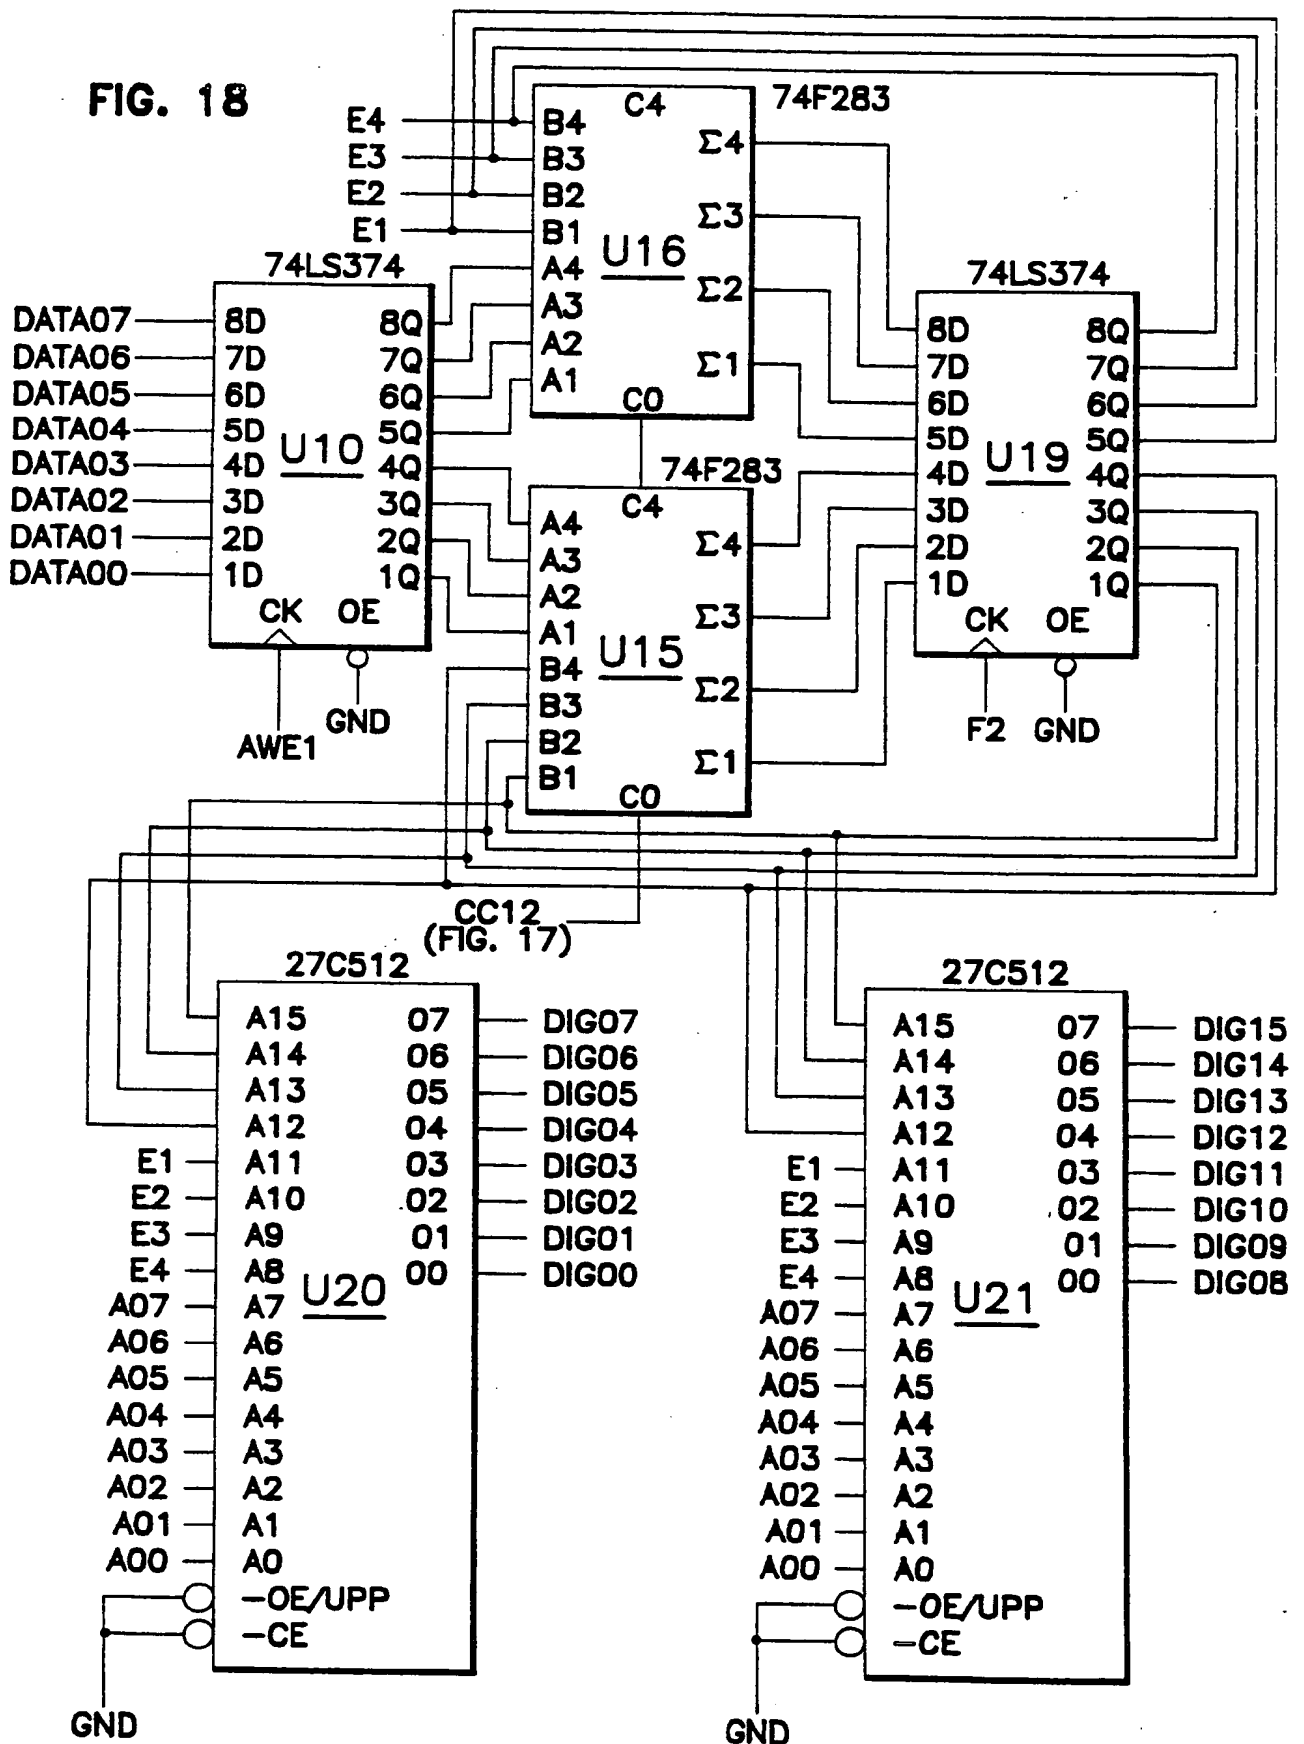 FIG. 18
74F283
E4
E3
E2
E1
B4
B3
B2
B1
A4
A3
A2
A1
C4
C0
U16
Σ4
Σ3
Σ2
Σ1
74LS374
DATA07
DATA06
DATA05
DATA04
DATA03
DATA02
DATA01
DATA00
8D
7D
6D
5D
4D
3D
2D
1D
8Q
7Q
6Q
5Q
4Q
3Q
2Q
1Q
U10
CK
OE
AWE1
GND
74F283
C4
A4
A3
A2
A1
B4
B3
B2
B1
U15
Σ4
Σ3
Σ2
Σ1
C0
CC12
(FIG. 17)
74LS374
8D
7D
6D
5D
4D
3D
2D
1D
8Q
7Q
6Q
5Q
4Q
3Q
2Q
1Q
U19
CK
OE
F2
GND
27C512
E1
E2
E3
E4
A07
A06
A05
A04
A03
A02
A01
A00
A15
A14
A13
A12
A11
A10
A9
A8
A7
A6
A5
A4
A3
A2
A1
A0
-OE/UPP
-CE
U20
07
06
05
04
03
02
01
00
DIG07
DIG06
DIG05
DIG04
DIG03
DIG02
DIG01
DIG00
GND
27C512
E1
E2
E3
E4
A07
A06
A05
A04
A03
A02
A01
A00
A15
A14
A13
A12
A11
A10
A9
A8
A7
A6
A5
A4
A3
A2
A1
A0
-OE/UPP
-CE
U21
07
06
05
04
03
02
01
00
DIG15
DIG14
DIG13
DIG12
DIG11
DIG10
DIG09
DIG08
GND